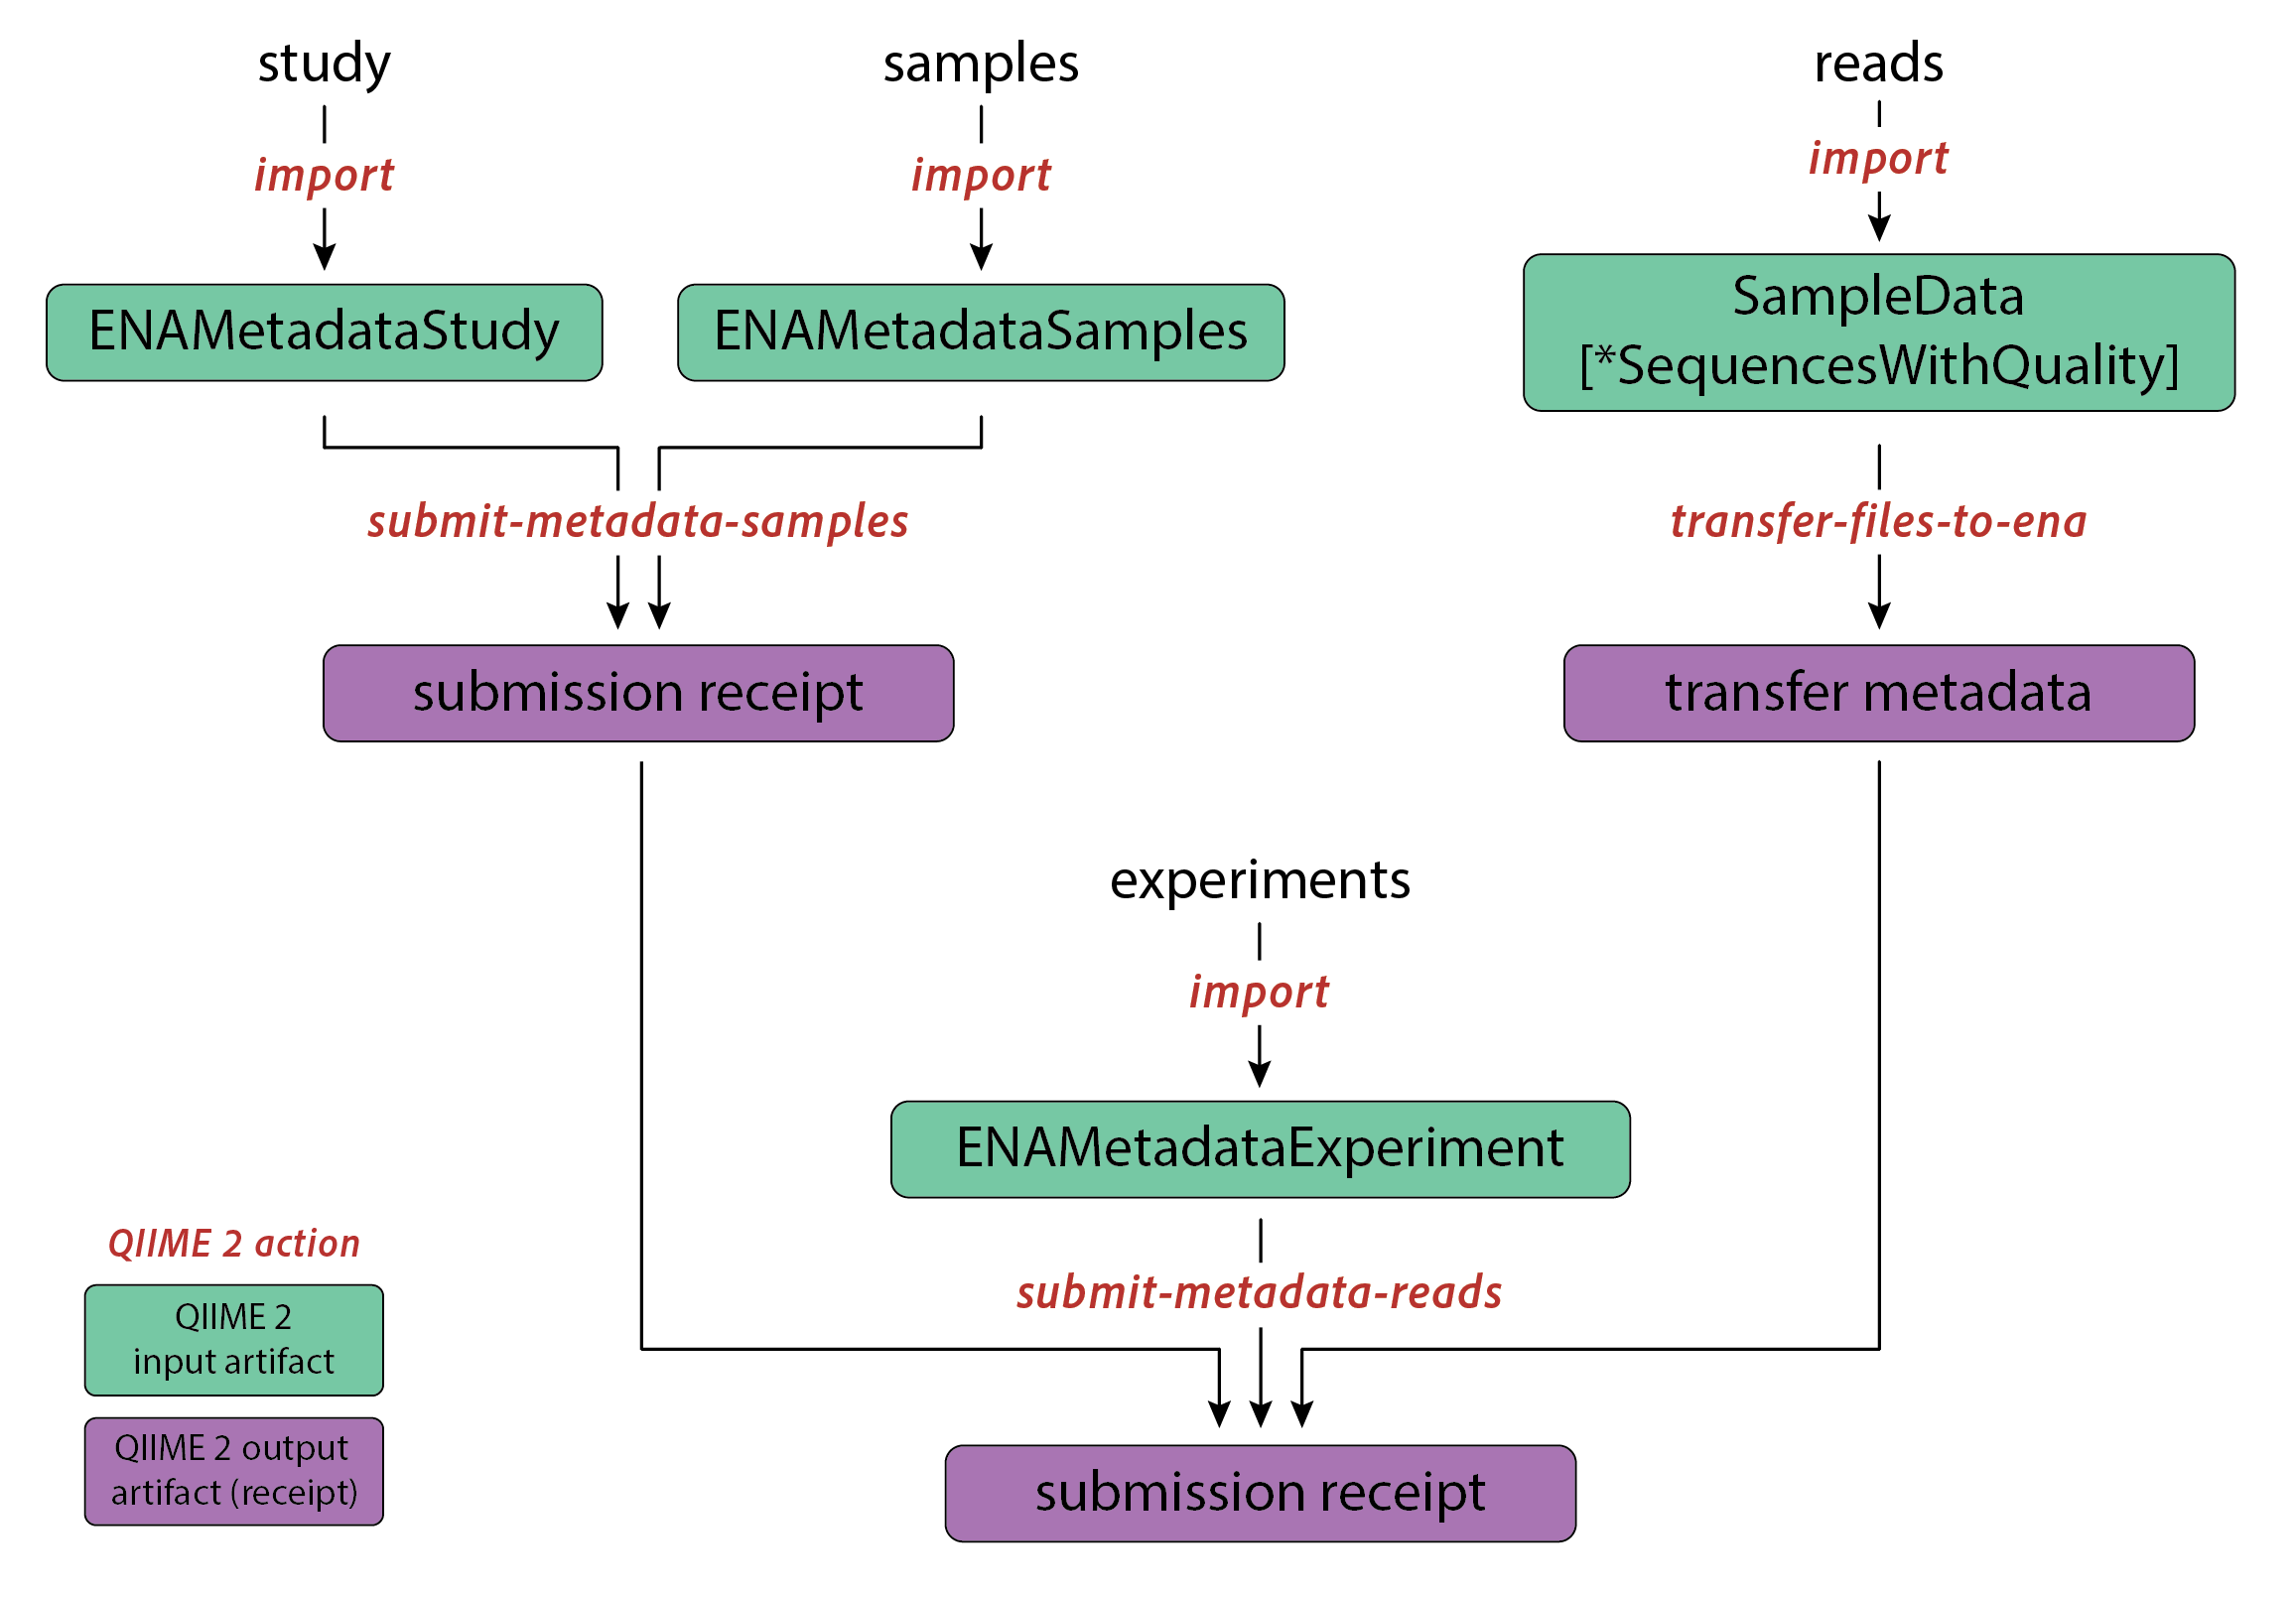 study
samples
reads
import
import
import
ENAMetadataStudy
ENAMetadataSamples
SampleData
[*SequencesWithQuality]
submit-metadata-samples
transfer-files-to-ena
submission receipt
transfer metadata
experiments
import
ENAMetadataExperiment
submit-metadata-reads
submission receipt
QIIME 2 action
QIIME 2
input artifact
QIIME 2 output
artifact (receipt)